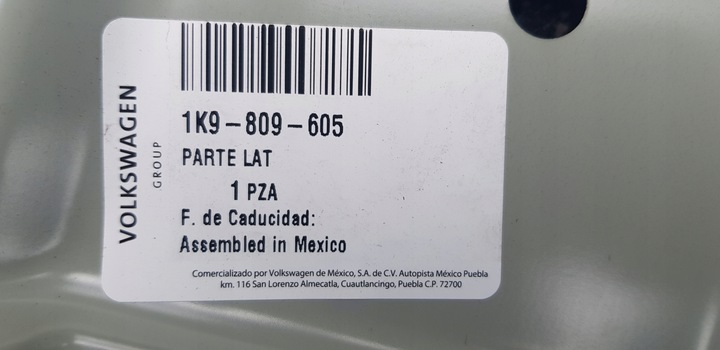 VOLKSWAGEN
GROUP
1K9-809-605
PARTE LAT
1 PZA
F. de Caducidad:
Assembled in Mexico
Comercializado por Volkswagen de México, S.A. de C.V. Autopista México Puebla
km. 116 San Lorenzo Almecatla, Cuautlancingo, Puebla C.P. 72700